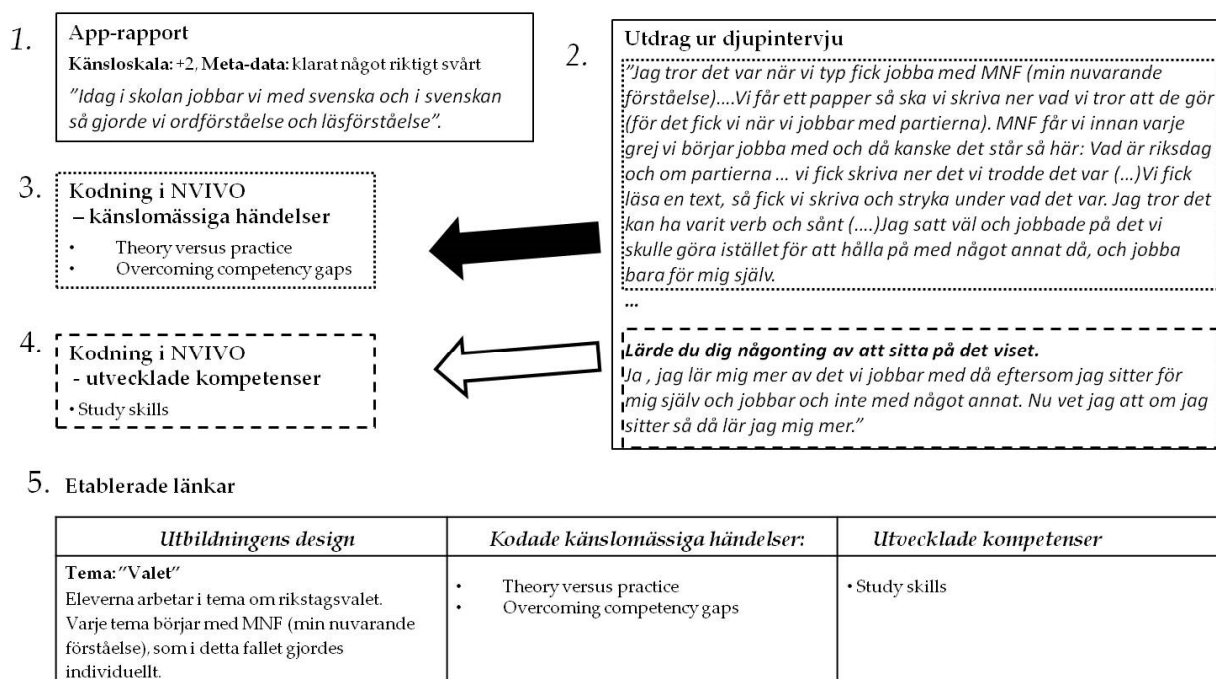 1.
App-rapport
Känsloskala: +2, Meta-data: klarat något riktigt svårt
”Idag i skolan jobbar vi med svenska och i svenskan
så gjorde vi ordförståelse och läsförståelse”.
2.
Utdrag ur djupintervju
”Jag tror det var när vi typ fick jobba med MNF (min nuvarande
förståelse)....Vi får ett papper så ska vi skriva ner vad vi tror att de gör
(för det fick vi när vi jobbar med partierna). MNF får vi innan varje
grej vi börjar jobba med och då kanske det står så här: Vad är riksdag
och om partierna ... vi fick skriva ner det vi trodde det var (...)Vi fick
läsa en text, så fick vi skriva och stryka under vad det var. Jag tror det
kan ha varit verb och sånt (....)Jag satt väl och jobbade på det vi
skulle göra istället för att hålla på med något annat då, och jobba
bara för mig själv.
...
Lärde du dig någonting av att sitta på det viset.
Ja , jag lär mig mer av det vi jobbar med då eftersom jag sitter för
mig själv och jobbar och inte med något annat. Nu vet jag att om jag
sitter så då lär jag mig mer.”
3.
Kodning i NVIVO
– känslomässiga händelser
• Theory versus practice
• Overcoming competency gaps
4.
Kodning i NVIVO
- utvecklade kompetenser
• Study skills
5. Etablerade länkar
Utbildningens design
Kodade känslomässiga händelser:
Utvecklade kompetenser
Tema: ”Valet”
Eleverna arbetar i tema om rikstagsvalet.
Varje tema börjar med MNF (min nuvarande
förståelse), som i detta fallet gjordes
individuellt.
• Theory versus practice
• Overcoming competency gaps
• Study skills